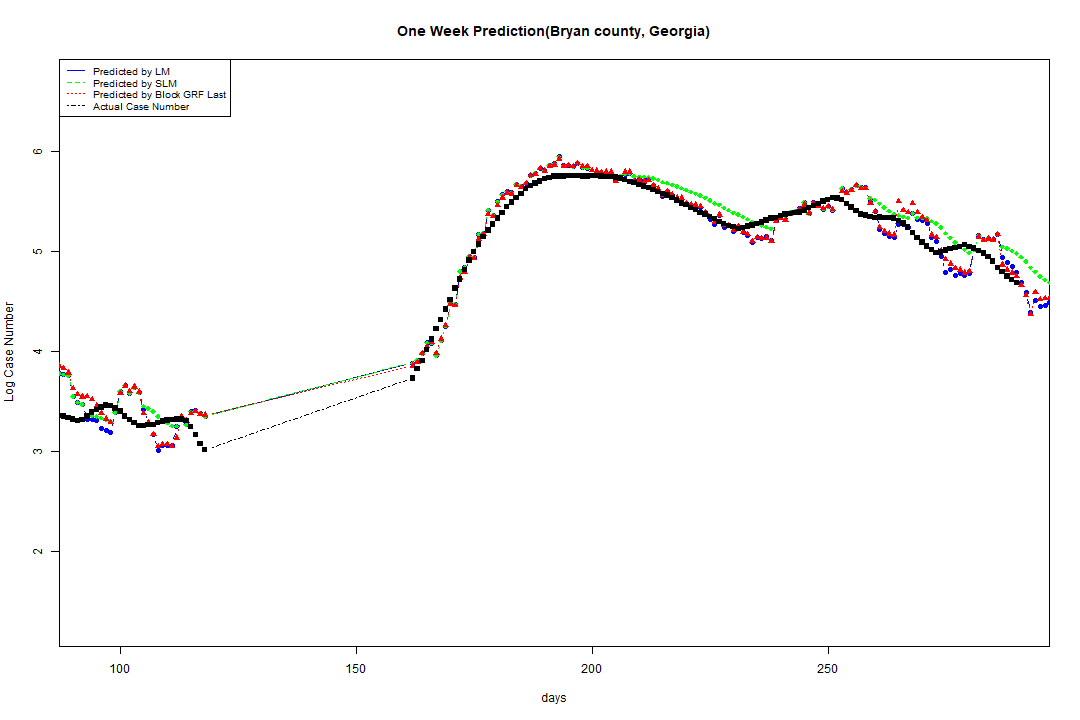 One Week Prediction(Bryan county, Georgia)
Predicted by LM
Predicted by SLM
Predicted by Block GRF Last
Actual Case Number
6
5
4
3
2
Log Case Number
100
150
200
250
days